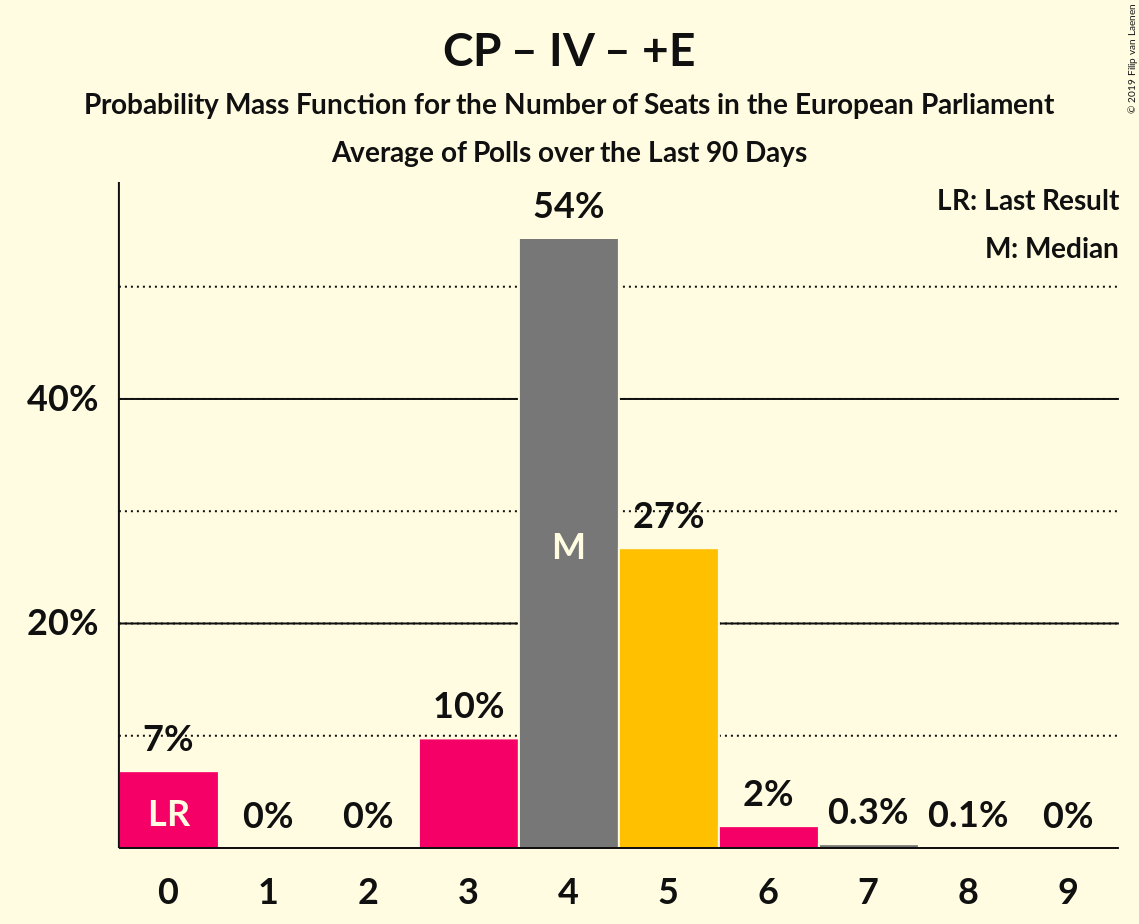 CP – IV – +E
Probability Mass Function for the Number of Seats in the European Parliament
Average of Polls over the Last 90 Days
© 2019 Filip van Laenen
LR: Last Result
M: Median
54%
40%
27%
M
20%
10%
7%
2%
LR
0%
0%
0.3%
0.1%
0%
0 1 2 3 4 5 6 7 8 9